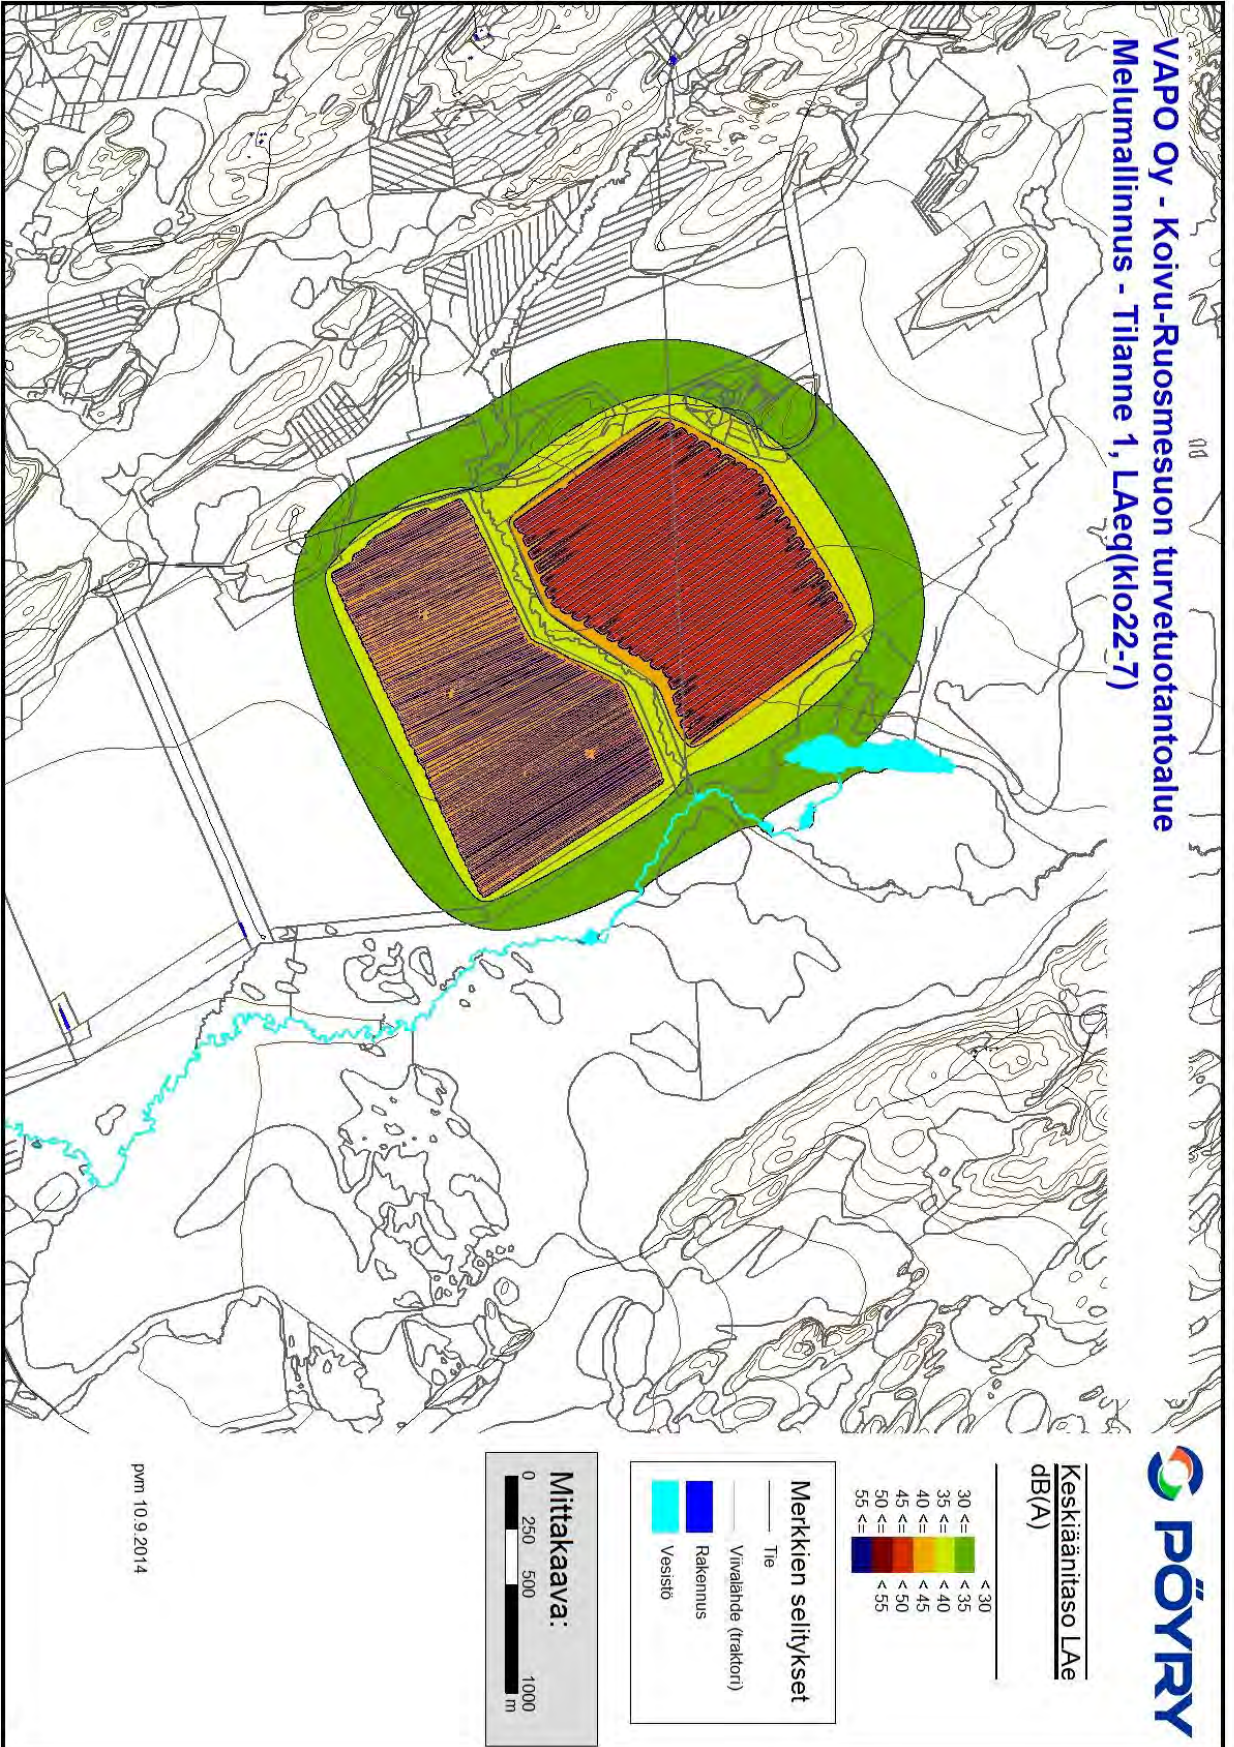 VAPO Oy - Koivu-Ruosmesuon turvetuotantoalue
Melumallinnus - Tilanne 1, LAeq(klo22-7)
PÖYRY
Keskiäänitaso LAe
dB(A)
< 30
30 <= < 35
35 <= < 40
40 <= < 45
45 <= < 50
50 <= < 55
55 <=
Merkkien selitykset
Tie
Viivalähde (traktori)
Rakennus
Vesistö
Mittakaava:
0 250 500 1000
m
pvm 10.9.2014